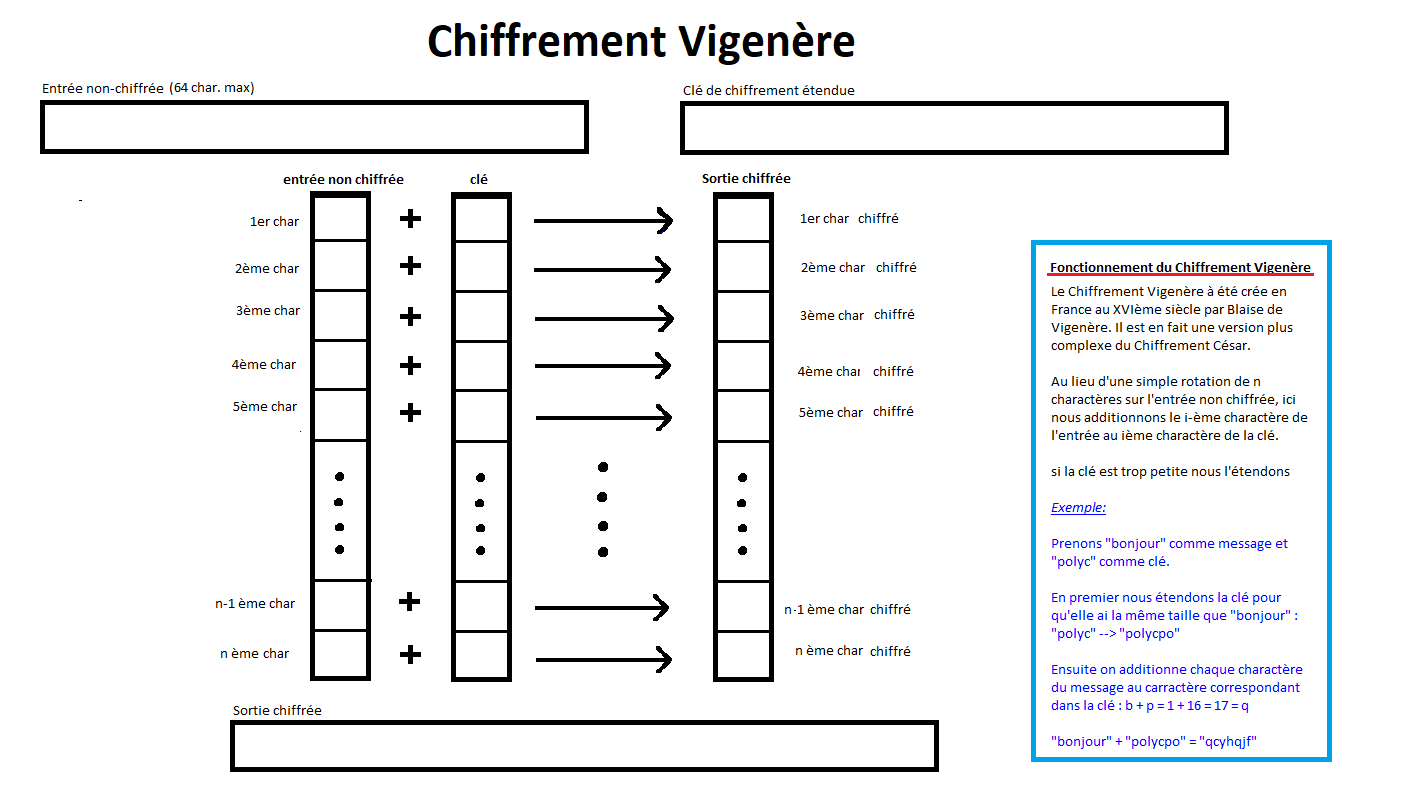 Chiffrement Vigenère
Entrée non-chiffrée (64 char. max)
Clé de chiffrement étendue
entrée non chiffrée
clé
Sortie chiffrée
1er char + 1er char chiffré
2ème char + 2ème char chiffré
3ème char + 3ème char chiffré
4ème char + 4ème char chiffré
5ème char + 5ème char chiffré
n-1 ème char + n-1 ème char chiffré
n ème char + n ème char chiffré
Sortie chiffrée
Fonctionnement du Chiffrement Vigenère
Le Chiffrement Vigenère à été crée en
France au XVIème siècle par Blaise de
Vigenère. Il est en fait une version plus
complexe du Chiffrement César.
Au lieu d'une simple rotation de n
charactères sur l'entrée non chiffrée, ici
nous additionnons le i-ème charactère de
l'entrée au ième charactère de la clé.
si la clé est trop petite nous l'étendons
Exemple:
Prenons "bonjour" comme message et
"polyc" comme clé.
En premier nous étendons la clé pour
qu'elle ai la même taille que "bonjour" :
"polyc" --> "polycpo"
Ensuite on additionne chaque charactère
du message au carractère correspondant
dans la clé : b + p = 1 + 16 = 17 = q
"bonjour" + "polycpo" = "qcyhqjf"